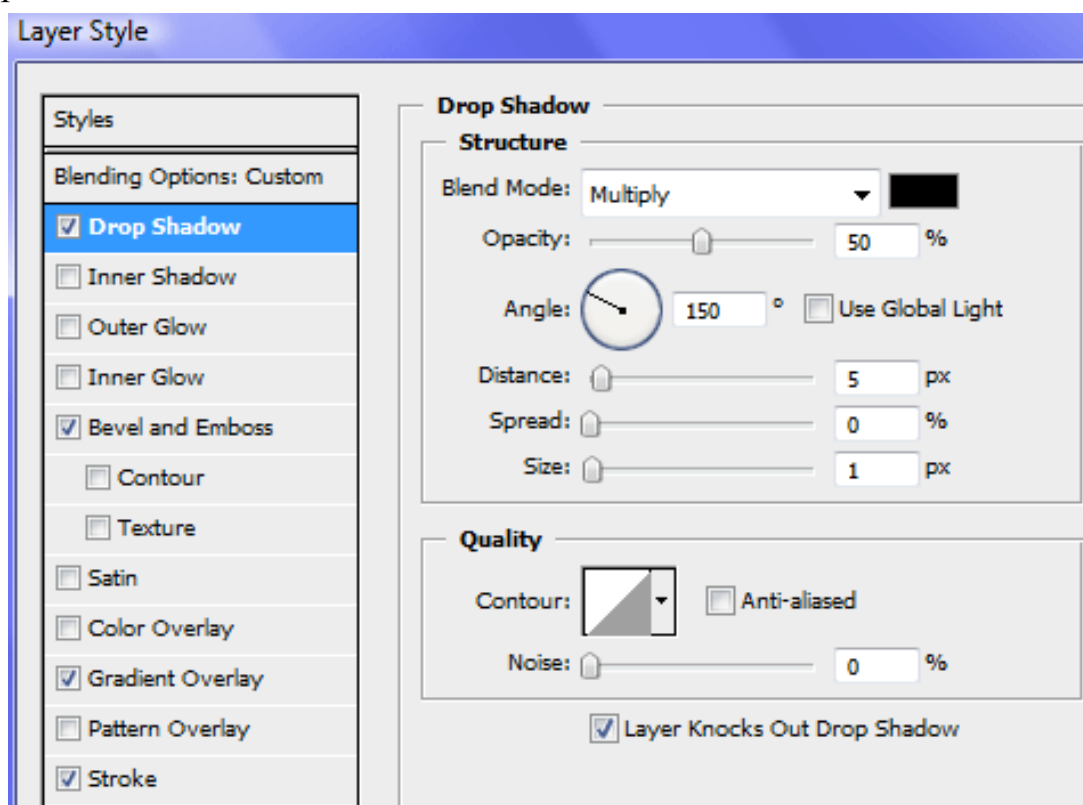 Layer Style
Styles
Blending Options: Custom
Drop Shadow
Inner Shadow
Outer Glow
Inner Glow
Bevel and Emboss
Contour
Texture
Satin
Color Overlay
Gradient Overlay
Pattern Overlay
Stroke
Drop Shadow
Structure
Blend Mode: Multiply
Opacity: 50 %
Angle: 150 ° Use Global Light
Distance: 5 px
Spread: 0 %
Size: 1 px
Quality
Contour: Anti-aliased
Noise: 0 %
Layer Knocks Out Drop Shadow